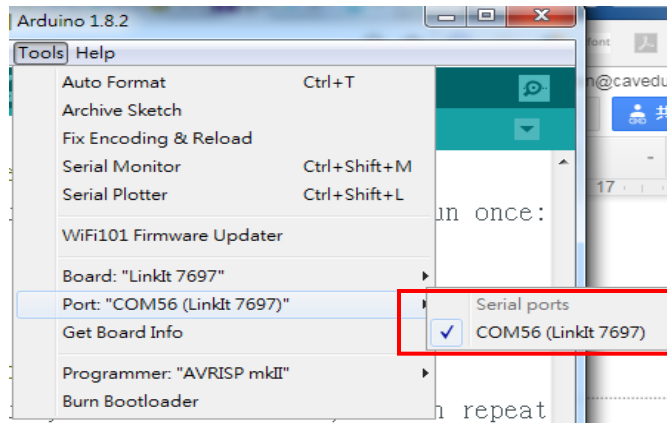 Arduino 1.8.2
Tools Help
font
Auto Format Ctrl+T
n@cavedu
Archive Sketch
共
Fix Encoding & Reload
Serial Monitor Ctrl+Shift+M
Serial Plotter Ctrl+Shift+L
17
un once:
WiFi101 Firmware Updater
Board: "LinkIt 7697"
Port: "COM56 (LinkIt 7697)"
Serial ports
Get Board Info
COM56 (LinkIt 7697)
Programmer: "AVRISP mkII"
Burn Bootloader
n repeat